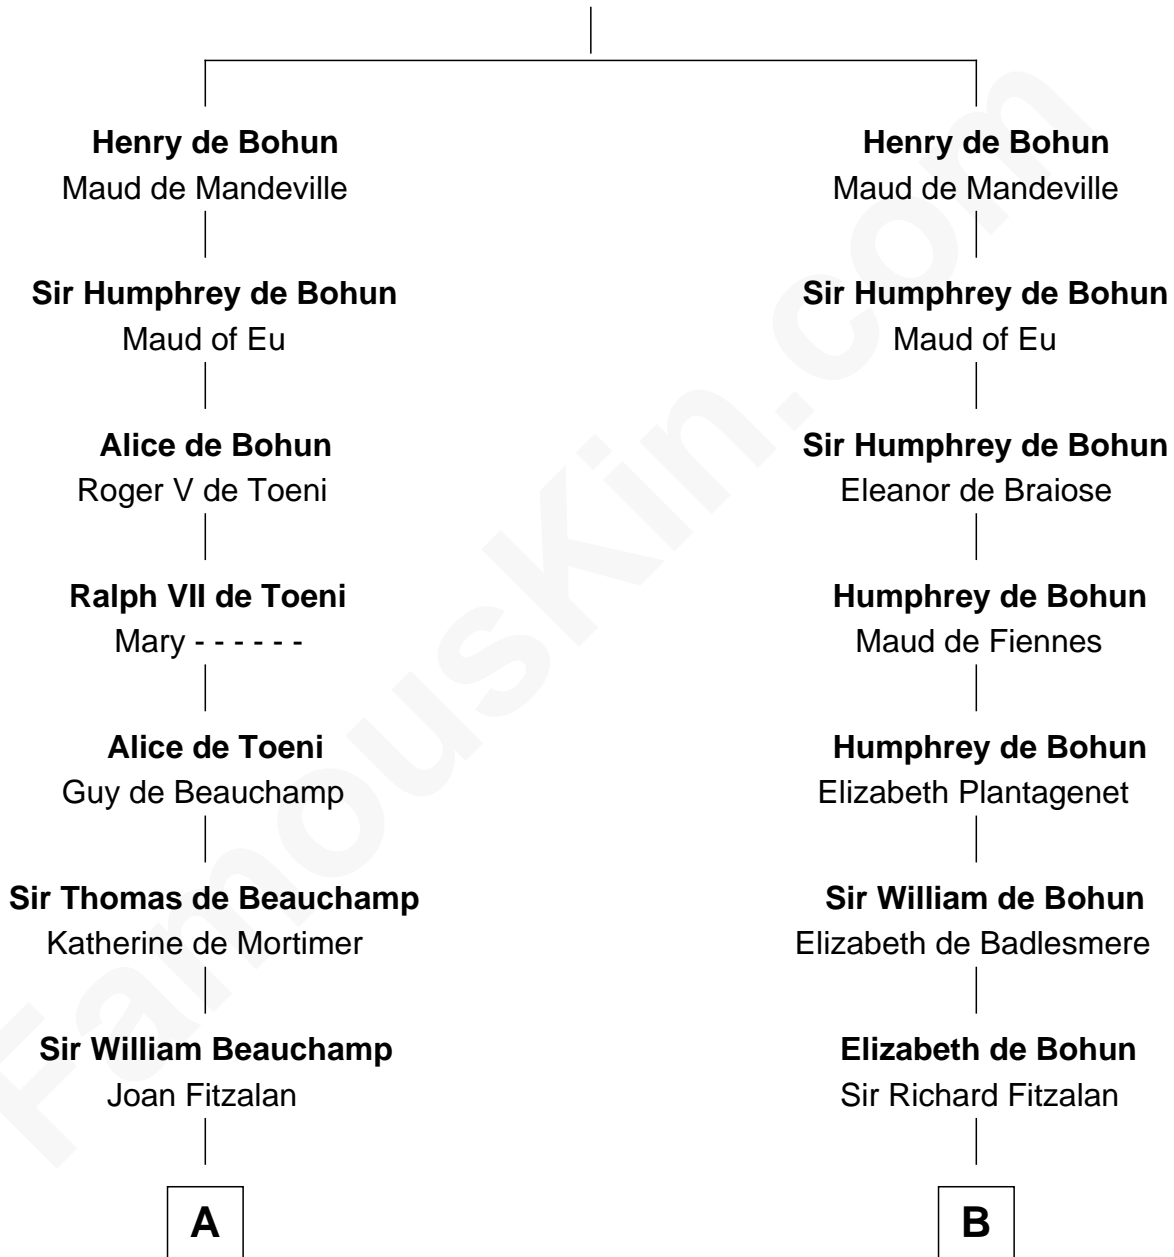 Henry de Bohun
Maud de Mandeville
Sir Humphrey de Bohun
Maud of Eu
Alice de Bohun
Roger V de Toeni
Ralph VII de Toeni
Mary - - - - - -
Alice de Toeni
Guy de Beauchamp
Sir Thomas de Beauchamp
Katherine de Mortimer
Sir William Beauchamp
Joan Fitzalan
A
Henry de Bohun
Maud de Mandeville
Sir Humphrey de Bohun
Maud of Eu
Sir Humphrey de Bohun
Eleanor de Braiose
Humphrey de Bohun
Maud de Fiennes
Humphrey de Bohun
Elizabeth Plantagenet
Sir William de Bohun
Elizabeth de Badlesmere
Elizabeth de Bohun
Sir Richard Fitzalan
B
FamousKin.com